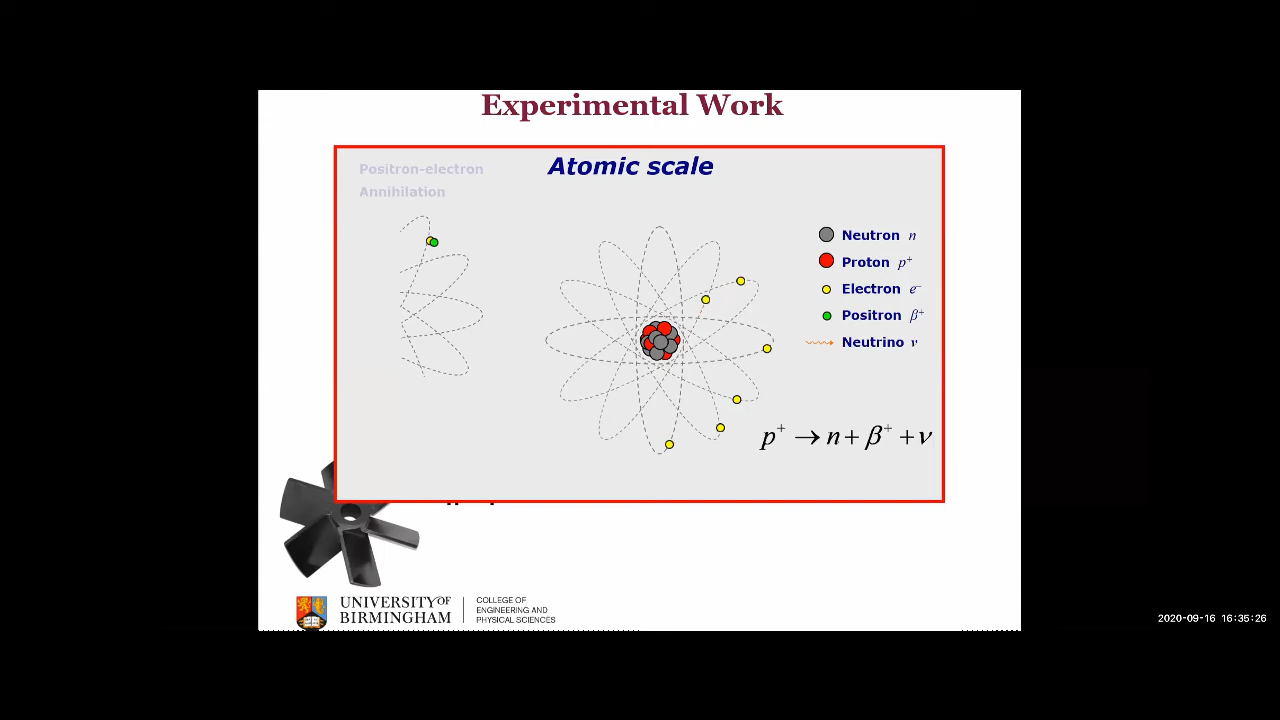 Experimental Work
Atomic scale
Positron-electron
Annihilation
Neutron n
Proton p⁺
Electron e⁻
Positron β⁺
Neutrino ν
p⁺ → n + β⁺ + ν
UNIVERSITY OF
BIRMINGHAM
COLLEGE OF
ENGINEERING AND
PHYSICAL SCIENCES
2020-09-16 16:35:26